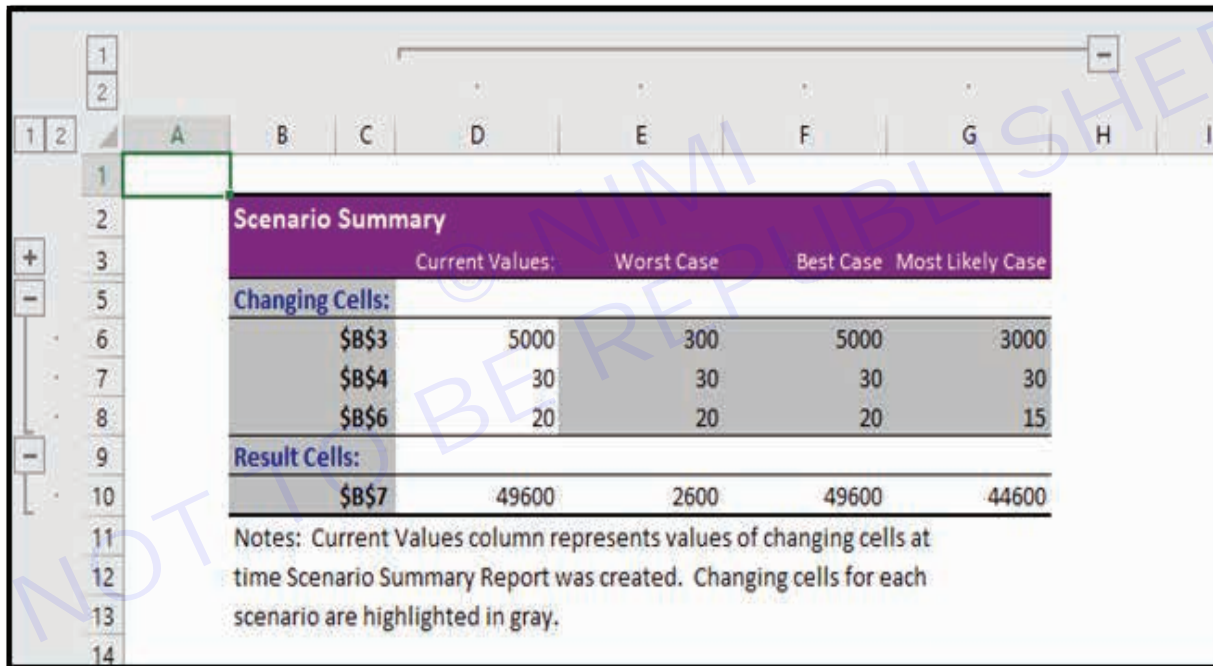 1
2
1 2 A B C D E F G H I
1
2 Scenario Summary
3 Current Values: Worst Case Best Case Most Likely Case
5 Changing Cells:
6 $B$3 5000 300 5000 3000
7 $B$4 30 30 30 30
8 $B$6 20 20 20 15
9 Result Cells:
10 $B$7 49600 2600 49600 44600
11 Notes: Current Values column represents values of changing cells at
12 time Scenario Summary Report was created. Changing cells for each
13 scenario are highlighted in gray.
14
© NIMI
NOT TO BE REPUBLISHE